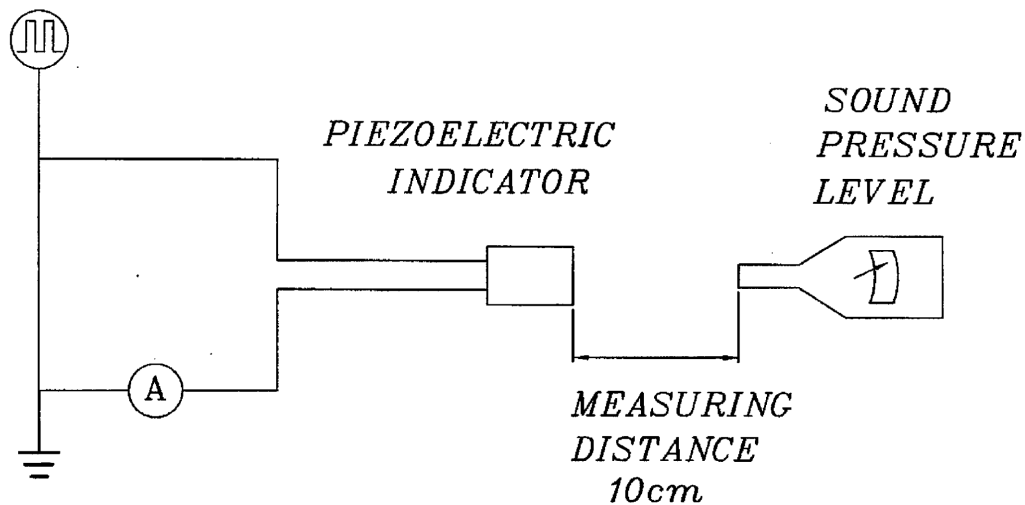 PIEZOELECTRIC
INDICATOR
SOUND
PRESSURE
LEVEL
A
MEASURING
DISTANCE
10cm